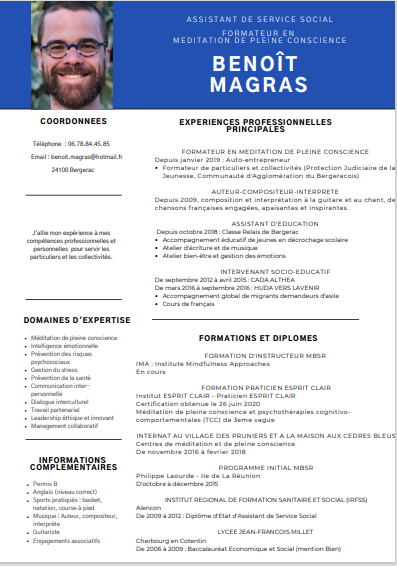 ASSISTANT DE SERVICE SOCIAL
FORMATEUR EN
MEDITATION DE PLEINE CONSCIENCE
BENOÎT
MAGRAS
COORDONNEES
Téléphone : 06.78.84.45.85
Email : benoit.magras@hotmail.fr
24100 Bergerac
J'allie mon expérience à mes
compétences professionnelles et
personnelles pour servir les
particuliers et les collectivités.
DOMAINES D'EXPERTISE
Méditation de pleine conscience
Intelligence émotionnelle
Prévention des risques
psychosociaux
Gestion du stress
Prévention de la santé
Communication inter-
personnelle
Dialogue interculturel
Travail partenarial
Leadership éthique et innovant
Management collaboratif
INFORMATIONS
COMPLEMENTAIRES
Permis B
Anglais (niveau correct)
Sports pratiqués : basket,
natation, course à pied
Musique : Auteur, compositeur,
interprète
Guitariste
Engagements associatifs
EXPERIENCES PROFESSIONNELLES
PRINCIPALES
FORMATEUR EN MEDITATION DE PLEINE CONSCIENCE
Depuis janvier 2019 : Auto-entrepreneur
Formateur de particuliers et collectivités (Protection Judiciaire de la
Jeunesse, Communauté d'Agglomération du Bergeracois)
AUTEUR-COMPOSITEUR-INTERPRETE
Depuis 2009, composition et interprétation à la guitare et au chant, de
chansons françaises engagées, apaisantes et inspirantes.
ASSISTANT D'EDUCATION
Depuis octobre 2018 : Classe Relais de Bergerac
Accompagnement éducatif de jeunes en décrochage scolaire
Atelier d'écriture et de musique
Atelier bien-être et gestion des émotions
INTERVENANT SOCIO-EDUCATIF
De septembre 2012 à avril 2015 : CADA ALTHEA
De mars 2016 à septembre 2016 : HUDA VERS LAVENIR
Accompagnement global de migrants demandeurs d'asile
Cours de français
FORMATIONS ET DIPLOMES
FORMATION D'INSTRUCTEUR MBSR
IMA : Institute Mindfulness Approaches
En cours
FORMATION PRATICIEN ESPRIT CLAIR
Institut ESPRIT CLAIR - Praticien ESPRIT CLAIR
Certification obtenue le 26 juin 2020
Méditation de pleine conscience et psychothérapies cognitivo-
comportementales (TCC) de 3eme vague
INTERNAT AU VILLAGE DES PRUNIERS ET A LA MAISON AUX CEDRES BLEUS
Centres de méditation et de pleine conscience
De novembre 2016 à fevrier 2018
PROGRAMME INITIAL MBSR
Philippe Laourde - Ile de La Réunion
D'octobre à décembre 2015
INSTITUT REGIONAL DE FORMATION SANITAIRE ET SOCIAL (IRFSS)
Alencon
De 2009 à 2012 : Diplôme d'Etat d'Assistant de Service Social
LYCEE JEAN-FRANCOIS MILLET
Cherbourg en Cotentin
De 2006 à 2009 : Baccalauréat Economique et Social (mention Bien)